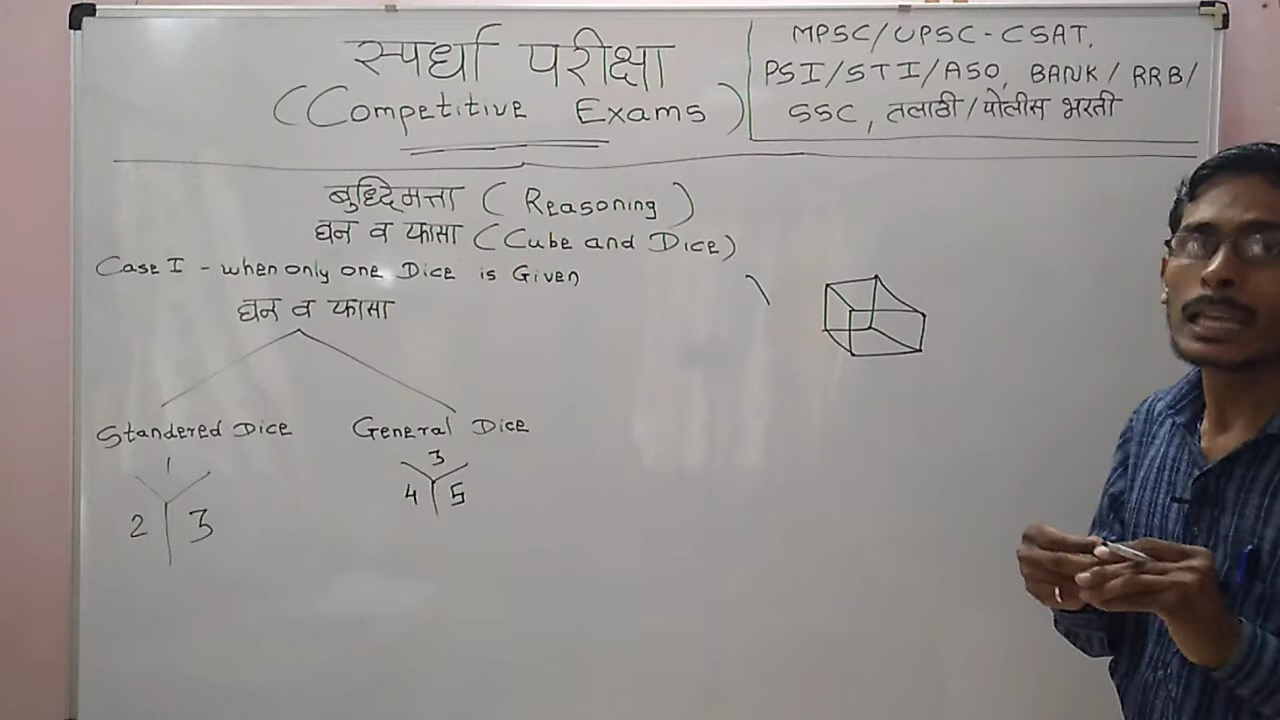 स्पर्धा परीक्षा
(Competitive Exams)
MPSC/UPSC-CSAT,
PSI/STI/ASO, BANK/RRB/
SSC, तलाठी/पोलीस भरती
बुध्दिमत्ता (Reasoning)
घन व फासा (Cube and Dice)
Case I - when only one Dice is Given
घन व फासा
Standered Dice
General Dice
1
2 3
3
4 5